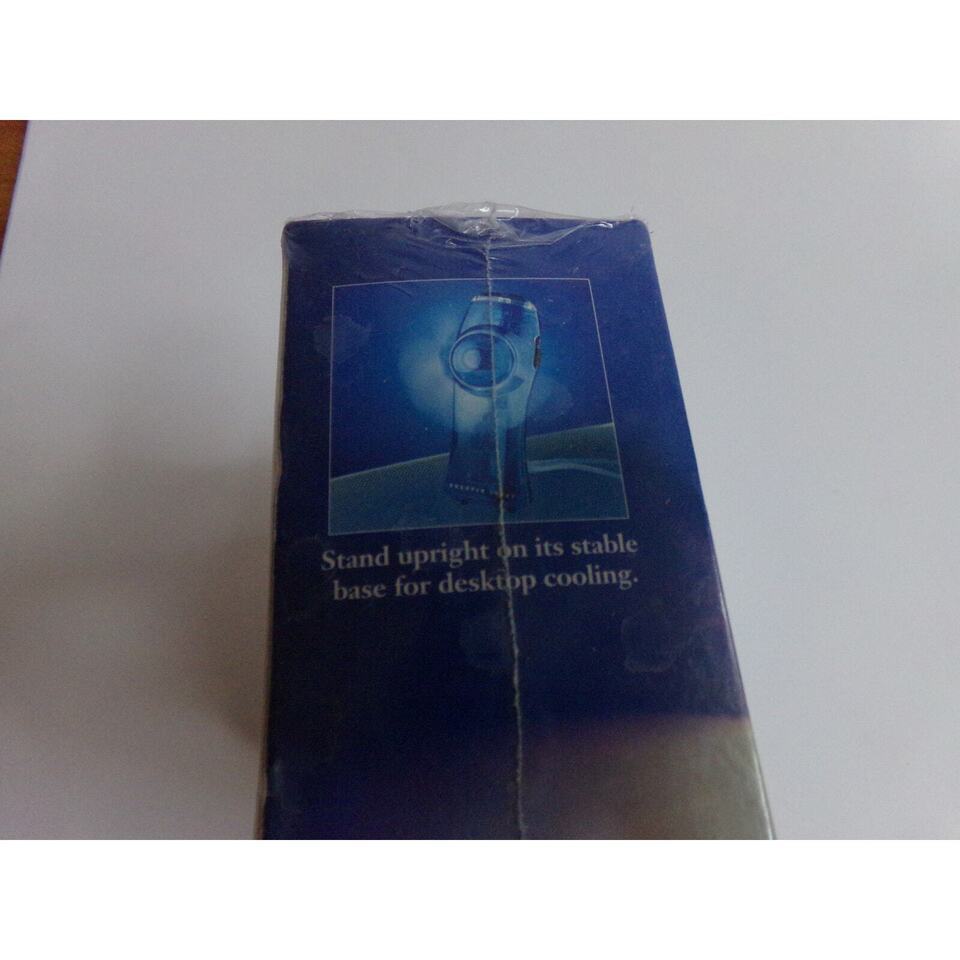 Stand upright on its stable
base for desktop cooling.